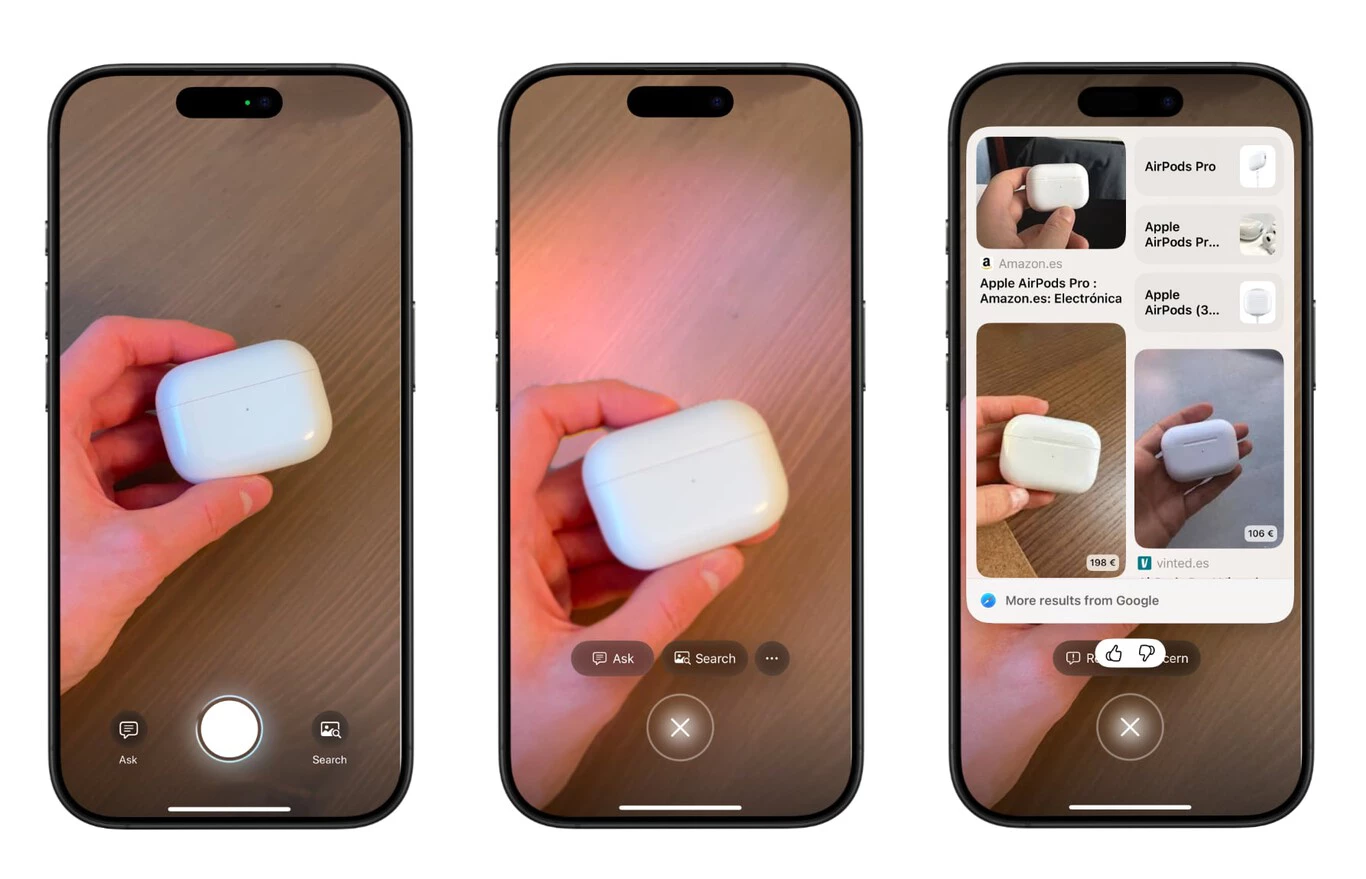 Ask
Search
Ask
Search
AirPods Pro
a Amazon.es
Apple AirPods Pro :
Amazon.es: Electrónica
Apple
AirPods Pr...
Apple
AirPods (3...
198 €
106 €
V vinted.es
More results from Google